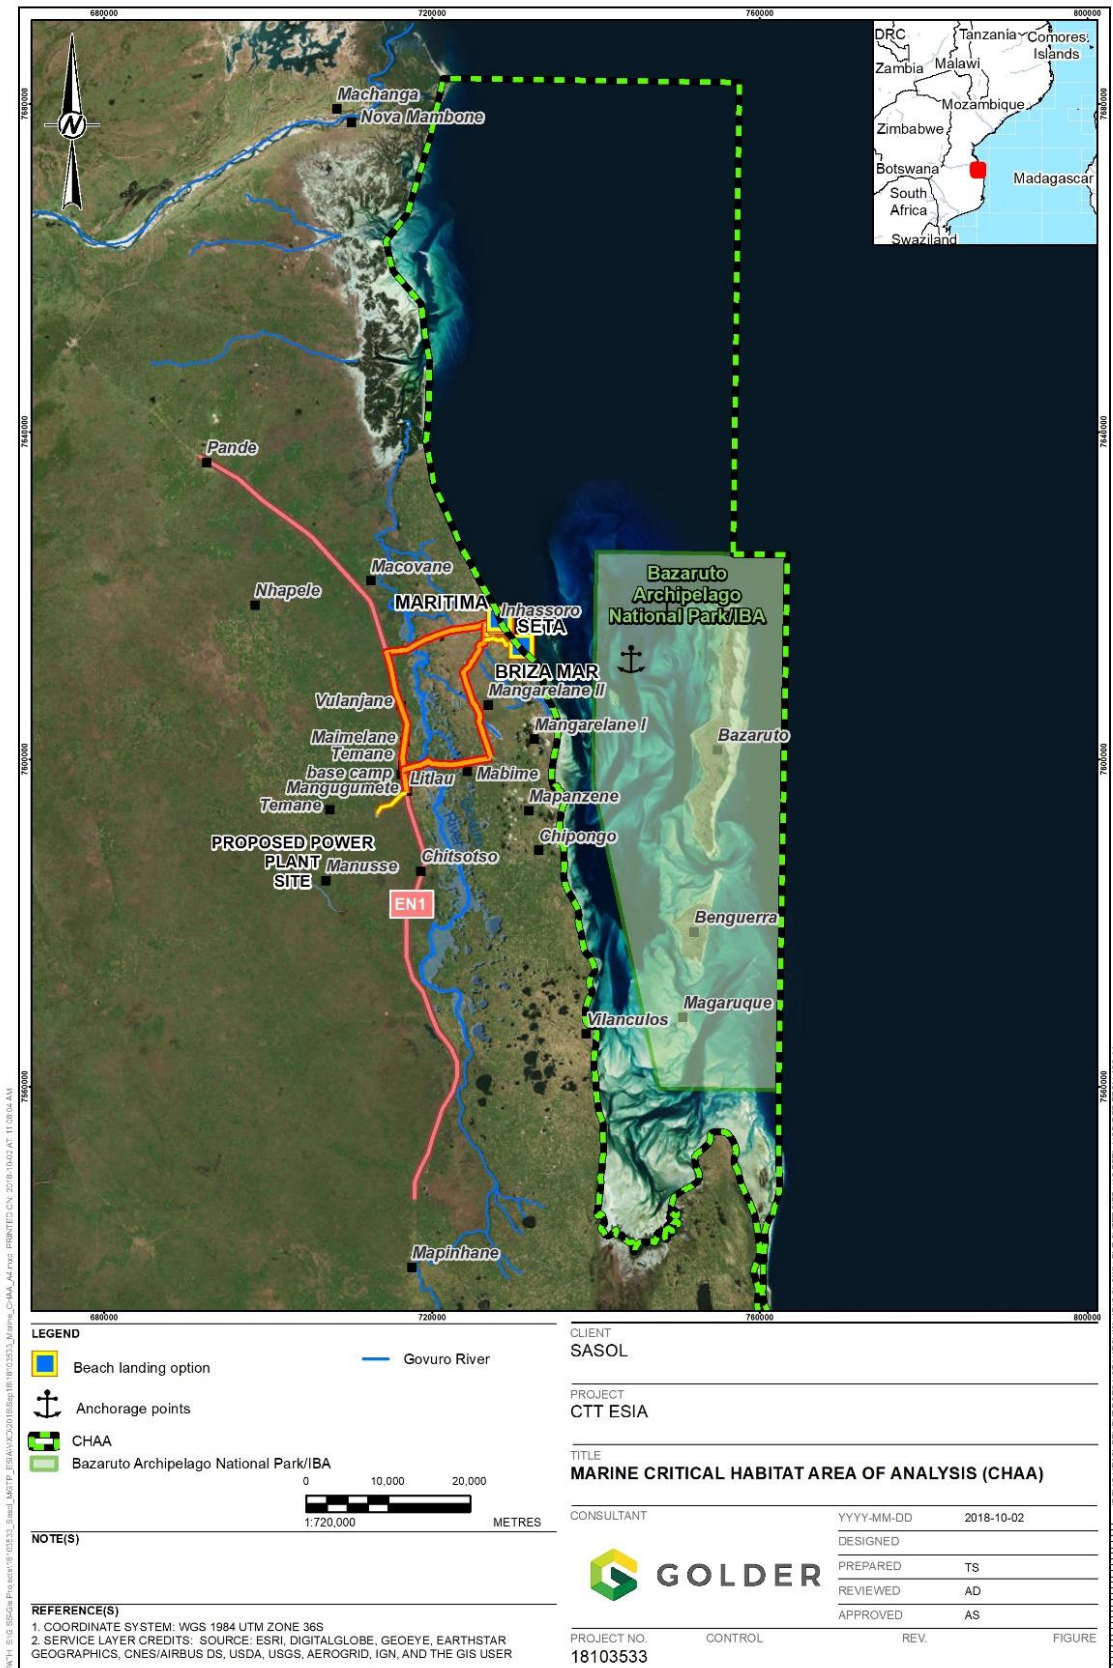 680000
720000
760000
800000
7680000
7640000
7600000
7560000
7680000
7600000
7560000
680000
720000
760000
800000
N
DRC
Tanzania
Comores
Islands
Zambia
Malawi
Mozambique
Zimbabwe
Botswana
Madagascar
South
Africa
Swaziland
Machanga
Nova Mambone
Pande
Macovane
Nhapele
MARITIMA
Inhassoro
SETA
BRIZA MAR
Bazaruto
Archipelago
National Park/IBA
Mangarelane II
Vulanjane
Mangarelane I
Bazaruto
Maimelane
Temane
base camp
Litlau
Mabime
Mangugumete
Temane
Mapanzene
River
Chipongo
PROPOSED POWER
PLANT
SITE
Manusse
Chitsotso
EN1
Benguerra
Magaruque
Vilanculos
Mapinhane
LEGEND
Beach landing option
Govuro River
Anchorage points
CHAA
Bazaruto Archipelago National Park/IBA
0 10,000 20,000
1:720,000 METRES
NOTE(S)
REFERENCE(S)
1. COORDINATE SYSTEM: WGS 1984 UTM ZONE 36S
2. SERVICE LAYER CREDITS: SOURCE: ESRI, DIGITALGLOBE, GEOEYE, EARTHSTAR
GEOGRAPHICS, CNES/AIRBUS DS, USDA, USGS, AEROGRID, IGN, AND THE GIS USER
CLIENT
SASOL
PROJECT
CTT ESIA
TITLE
MARINE CRITICAL HABITAT AREA OF ANALYSIS (CHAA)
CONSULTANT
GOLDER
YYYY-MM-DD 2018-10-02
DESIGNED
PREPARED TS
REVIEWED AD
APPROVED AS
PROJECT NO. CONTROL REV. FIGURE
18103533